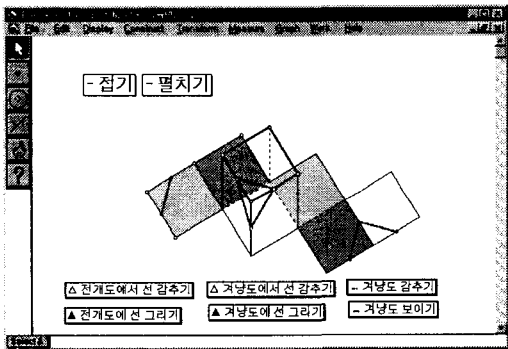 File Edit Display Construct Transform Measure Graph Work Help
- 접기 - 펼치기
△ 전개도에서 선 감추기 △ 겨냥도에서 선 감추기 - 겨냥도 감추기
▲ 전개도에 선 그리기 ▲ 겨냥도에 선 그리기 - 겨냥도 보이기